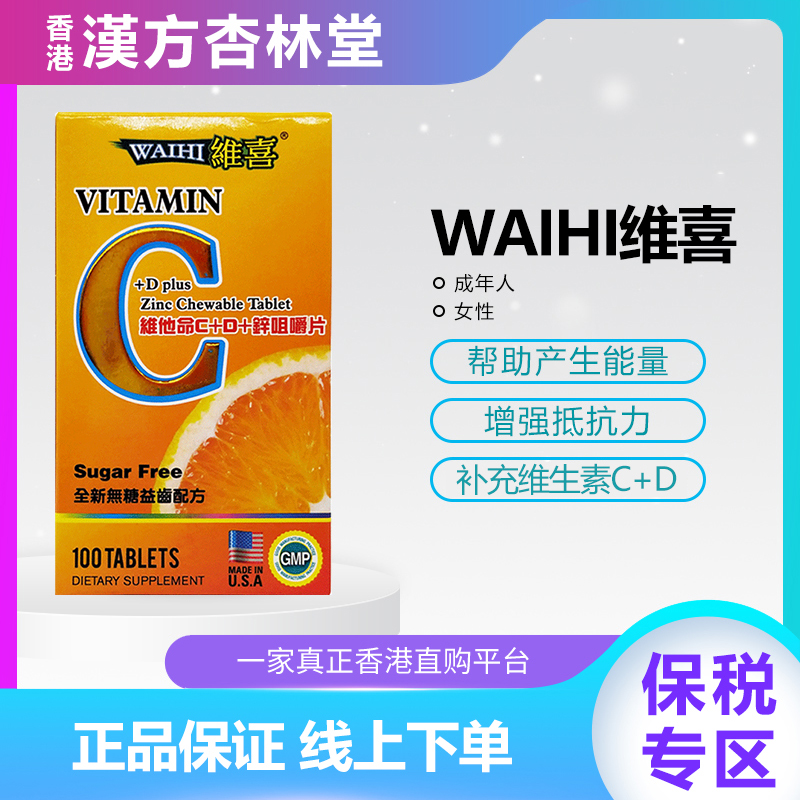 香港
漢方杏林堂
WAIHI維喜®
VITAMIN
C
+D plus
Zinc Chewable Tablet
維他命C+D+鋅咀嚼片
Sugar Free
全新無糖益齒配方
100 TABLETS
DIETARY SUPPLEMENT
MADE IN
U.S.A
GMP
WAIHI维喜
成年人
女性
帮助产生能量
增强抵抗力
补充维生素C+D
一家真正香港直购平台
正品保证 线上下单
保税
专区